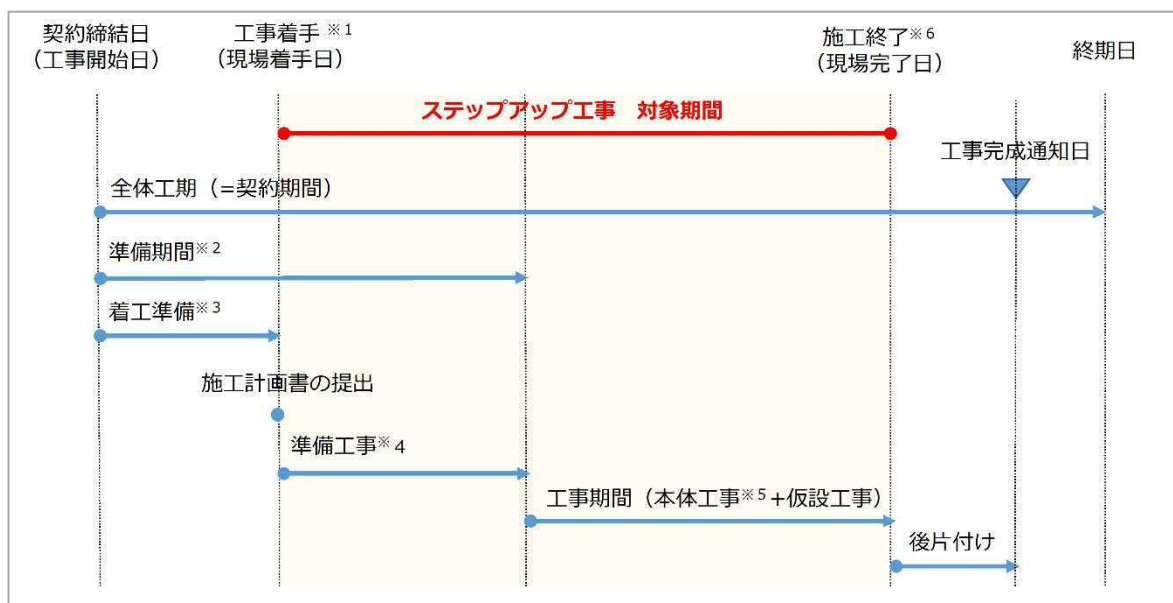 契約締結日
(工事開始日)
工事着手※1
(現場着手日)
施工終了※6
(現場完了日)
終期日
ステップアップ工事　対象期間
工事完成通知日
全体工期（=契約期間）
準備期間※2
着工準備※3
施工計画書の提出
準備工事※4
工事期間（本体工事※5+仮設工事）
後片付け